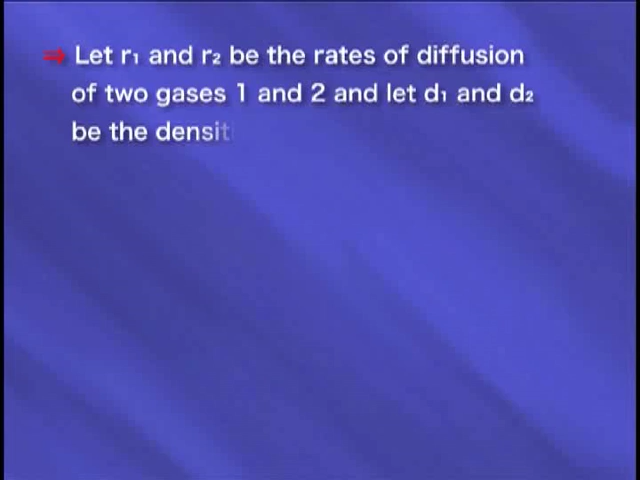 ⇒ Let r₁ and r₂ be the rates of diffusion
of two gases 1 and 2 and let d₁ and d₂
be the densit